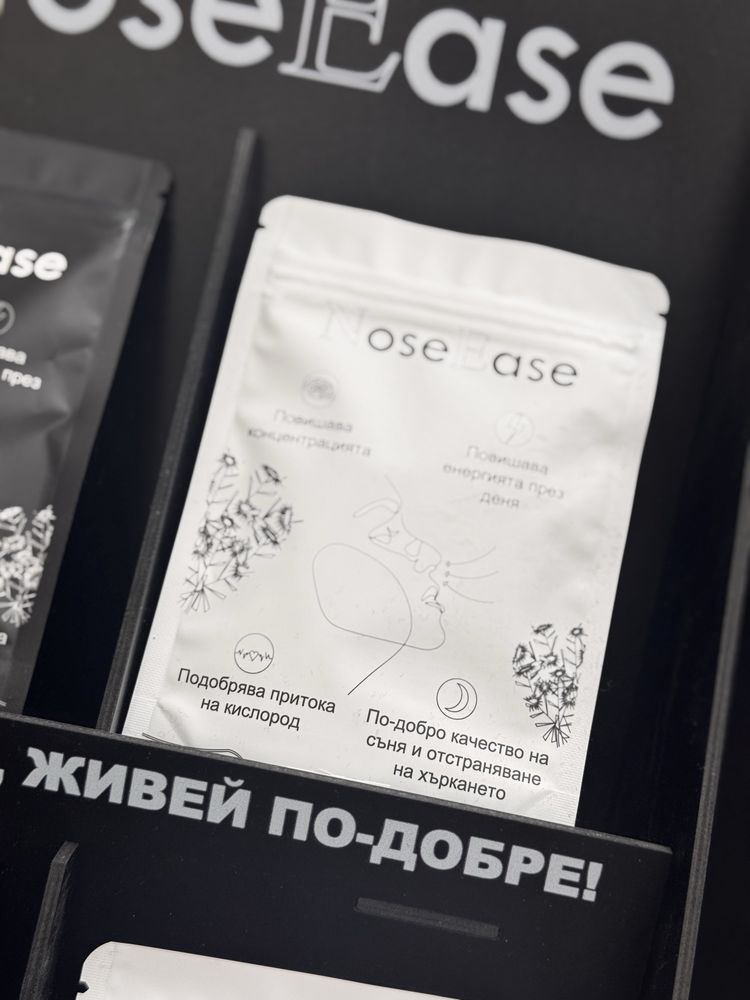 oseEase
ase
през
NoseEase
Повишава
концентрацията
Повишава
енергията през
деня
Подобрява притока
на кислород
По-добро качество на
съня и отстраняване
на хъркането
, ЖИВЕЙ ПО-ДОБРЕ!